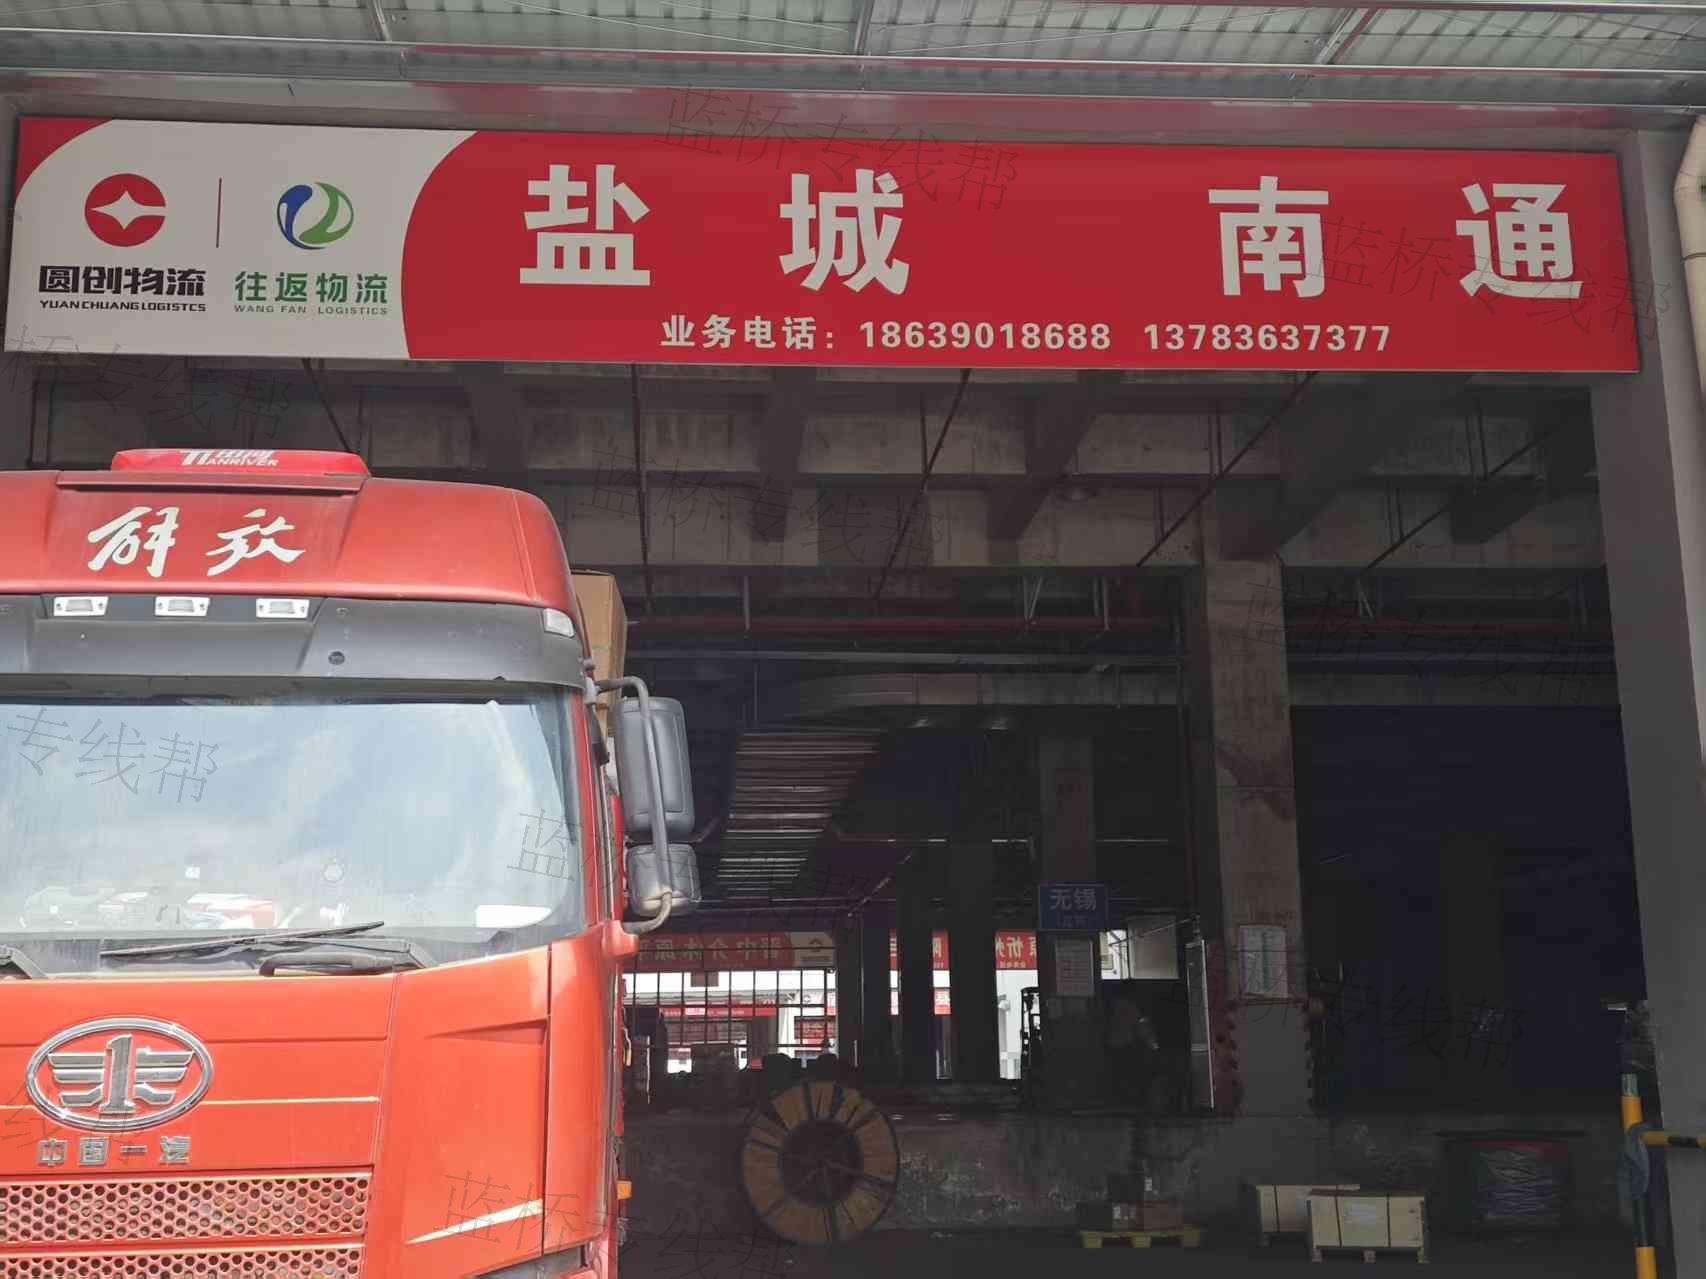 盐城 南通
圆创物流
YUAN CHUANG LOGISTCS
往返物流
WANG FAN LOGISTICS
业务电话：18639018688 13783637377
TIANRIVER
解放
无锡
中国一汽
蓝桥专线帮